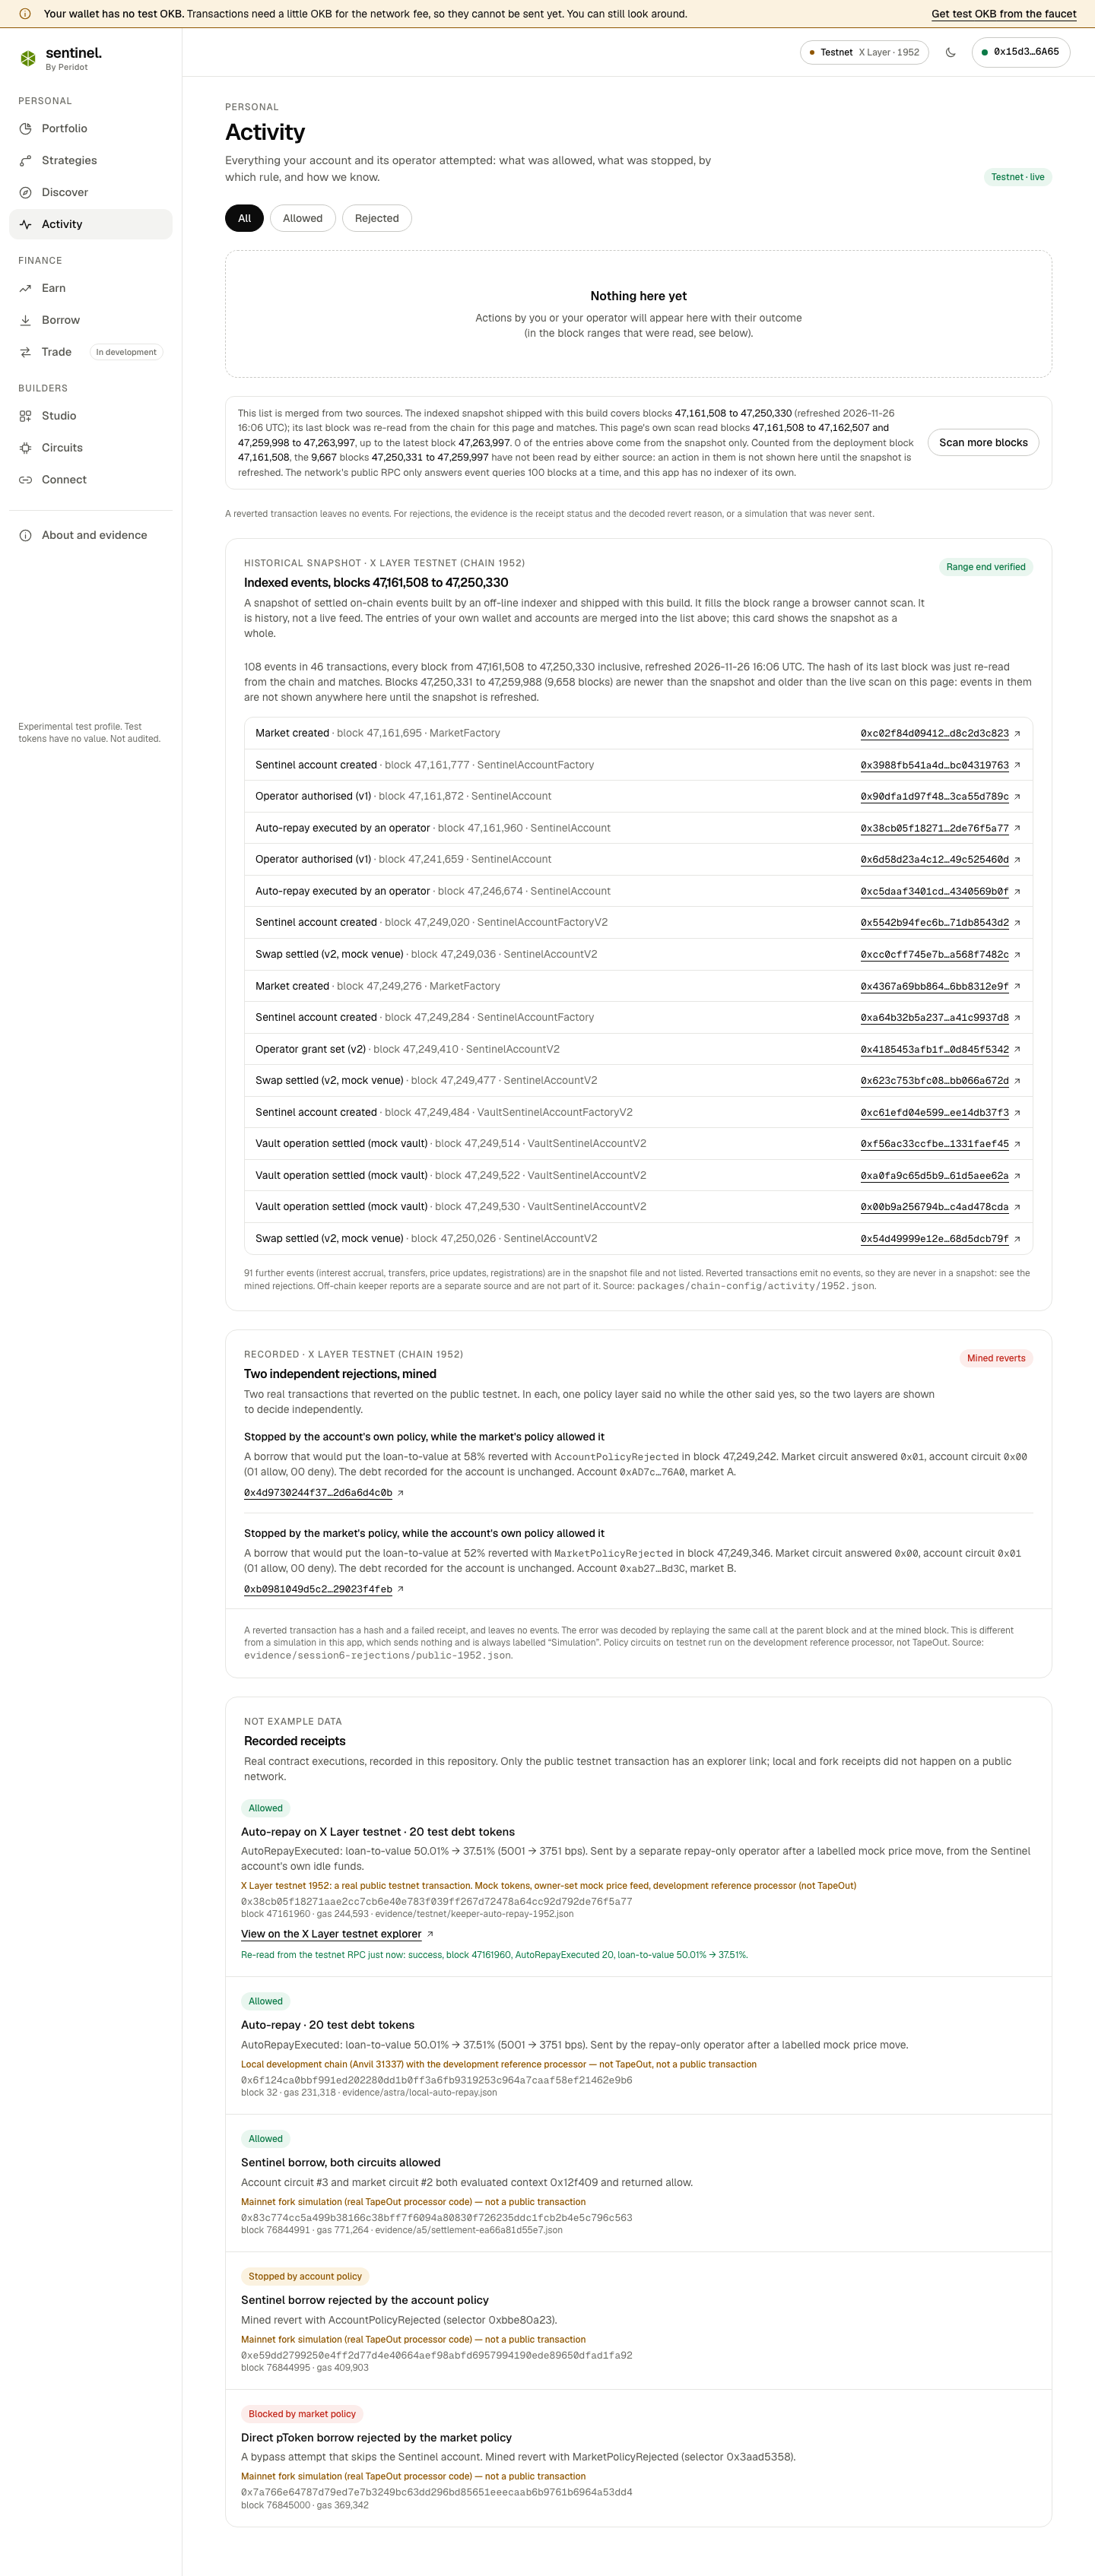 Your wallet has no test OKB. Transactions need a little OKB for the network fee, so they cannot be sent yet. You can still look around.
Get test OKB from the faucet
sentinel.
By Peridot
Testnet X Layer · 1952
0x15d3…6A65
PERSONAL
Portfolio
Strategies
Discover
Activity
FINANCE
Earn
Borrow
Trade
In development
BUILDERS
Studio
Circuits
Connect
About and evidence
Experimental test profile. Test
tokens have no value. Not audited.
PERSONAL
Activity
Everything your account and its operator attempted: what was allowed, what was stopped, by
which rule, and how we know.
Testnet · live
All
Allowed
Rejected
Nothing here yet
Actions by you or your operator will appear here with their outcome
(in the block ranges that were read, see below).
This list is merged from two sources. The indexed snapshot shipped with this build covers blocks 47,161,508 to 47,250,330 (refreshed 2026-11-26
16:06 UTC); its last block was re-read from the chain for this page and matches. This page's own scan read blocks 47,161,508 to 47,162,507 and
47,259,998 to 47,263,997, up to the latest block 47,263,997. 0 of the entries above come from the snapshot only. Counted from the deployment block
47,161,508, the 9,667 blocks 47,250,331 to 47,259,997 have not been read by either source: an action in them is not shown here until the snapshot is
refreshed. The network's public RPC only answers event queries 100 blocks at a time, and this app has no indexer of its own.
Scan more blocks
A reverted transaction leaves no events. For rejections, the evidence is the receipt status and the decoded revert reason, or a simulation that was never sent.
HISTORICAL SNAPSHOT · X LAYER TESTNET (CHAIN 1952)
Range end verified
Indexed events, blocks 47,161,508 to 47,250,330
A snapshot of settled on-chain events built by an off-line indexer and shipped with this build. It fills the block range a browser cannot scan. It
is history, not a live feed. The entries of your own wallet and accounts are merged into the list above; this card shows the snapshot as a
whole.
108 events in 46 transactions, every block from 47,161,508 to 47,250,330 inclusive, refreshed 2026-11-26 16:06 UTC. The hash of its last block was just re-read
from the chain and matches. Blocks 47,250,331 to 47,259,988 (9,658 blocks) are newer than the snapshot and older than the live scan on this page: events in them
are not shown anywhere here until the snapshot is refreshed.
Market created · block 47,161,695 · MarketFactory 0xc02f84d09412…d8c2d3c823
Sentinel account created · block 47,161,777 · SentinelAccountFactory 0x3988fb541a4d…bc04319763
Operator authorised (v1) · block 47,161,872 · SentinelAccount 0x90dfa1d97f48…3ca55d789c
Auto-repay executed by an operator · block 47,161,960 · SentinelAccount 0x38cb05f18271…2de76f5a77
Operator authorised (v1) · block 47,241,659 · SentinelAccount 0x6d58d23a4c12…49c525460d
Auto-repay executed by an operator · block 47,246,674 · SentinelAccount 0xc5daaf3401cd…4340569b0f
Sentinel account created · block 47,249,020 · SentinelAccountFactoryV2 0x5542b94fec6b…71db8543d2
Swap settled (v2, mock venue) · block 47,249,036 · SentinelAccountV2 0xcc0cff745e7b…a568f7482c
Market created · block 47,249,276 · MarketFactory 0x4367a69bb864…6bb8312e9f
Sentinel account created · block 47,249,284 · SentinelAccountFactory 0xa64b32b5a237…a41c9937d8
Operator grant set (v2) · block 47,249,410 · SentinelAccountV2 0x4185453afb1f…0d845f5342
Swap settled (v2, mock venue) · block 47,249,477 · SentinelAccountV2 0x623c753bfc08…bb066a672d
Sentinel account created · block 47,249,484 · VaultSentinelAccountFactoryV2 0xc61efd04e599…ee14db37f3
Vault operation settled (mock vault) · block 47,249,514 · VaultSentinelAccountV2 0xf56ac33ccfbe…1331faef45
Vault operation settled (mock vault) · block 47,249,522 · VaultSentinelAccountV2 0xa0fa9c65d5b9…61d5aee62a
Vault operation settled (mock vault) · block 47,249,530 · VaultSentinelAccountV2 0x00b9a256794b…c4ad478cda
Swap settled (v2, mock venue) · block 47,250,026 · SentinelAccountV2 0x54d49999e12e…68d5dcb79f
91 further events (interest accrual, transfers, price updates, registrations) are in the snapshot file and not listed. Reverted transactions emit no events, so they are never in a snapshot: see the
mined rejections. Off-chain keeper reports are a separate source and are not part of it. Source: packages/chain-config/activity/1952.json.
RECORDED · X LAYER TESTNET (CHAIN 1952)
Mined reverts
Two independent rejections, mined
Two real transactions that reverted on the public testnet. In each, one policy layer said no while the other said yes, so the two layers are shown
to decide independently.
Stopped by the account's own policy, while the market's policy allowed it
A borrow that would put the loan-to-value at 58% reverted with AccountPolicyRejected in block 47,249,242. Market circuit answered 0x01, account circuit 0x00
(01 allow, 00 deny). The debt recorded for the account is unchanged. Account 0xAD7c…76A0, market A.
0x4d9730244f37…2d6a6d4c0b
Stopped by the market's policy, while the account's own policy allowed it
A borrow that would put the loan-to-value at 52% reverted with MarketPolicyRejected in block 47,249,346. Market circuit answered 0x00, account circuit 0x01
(01 allow, 00 deny). The debt recorded for the account is unchanged. Account 0xab27…Bd3C, market B.
0xb0981049d5c2…29023f4feb
A reverted transaction has a hash and a failed receipt, and leaves no events. The error was decoded by replaying the same call at the parent block and at the mined block. This is different
from a simulation in this app, which sends nothing and is always labelled “Simulation”. Policy circuits on testnet run on the development reference processor, not TapeOut. Source:
evidence/session6-rejections/public-1952.json.
NOT EXAMPLE DATA
Recorded receipts
Real contract executions, recorded in this repository. Only the public testnet transaction has an explorer link; local and fork receipts did not happen on a public
network.
Allowed
Auto-repay on X Layer testnet · 20 test debt tokens
AutoRepayExecuted: loan-to-value 50.01% → 37.51% (5001 → 3751 bps). Sent by a separate repay-only operator after a labelled mock price move, from the Sentinel
account's own idle funds.
X Layer testnet 1952: a real public testnet transaction. Mock tokens, owner-set mock price feed, development reference processor (not TapeOut)
0x38cb05f18271aae2cc7cb6e40e783f039ff267d72478a64cc92d792de76f5a77
block 47161960 · gas 244,593 · evidence/testnet/keeper-auto-repay-1952.json
View on the X Layer testnet explorer
Re-read from the testnet RPC just now: success, block 47161960, AutoRepayExecuted 20, loan-to-value 50.01% → 37.51%.
Allowed
Auto-repay · 20 test debt tokens
AutoRepayExecuted: loan-to-value 50.01% → 37.51% (5001 → 3751 bps). Sent by the repay-only operator after a labelled mock price move.
Local development chain (Anvil 31337) with the development reference processor — not TapeOut, not a public transaction
0x6f124ca0bbf991ed202280dd1b0ff3a6fb9319253c964a7caaf58ef21462e9b6
block 32 · gas 231,318 · evidence/astra/local-auto-repay.json
Allowed
Sentinel borrow, both circuits allowed
Account circuit #3 and market circuit #2 both evaluated context 0x12f409 and returned allow.
Mainnet fork simulation (real TapeOut processor code) — not a public transaction
0x83c774cc5a499b38166c38bff7f6094a80830f726235ddc1fcb2b4e5c796c563
block 76844991 · gas 771,264 · evidence/a5/settlement-ea66a81d55e7.json
Stopped by account policy
Sentinel borrow rejected by the account policy
Mined revert with AccountPolicyRejected (selector 0xbbe80a23).
Mainnet fork simulation (real TapeOut processor code) — not a public transaction
0xe59dd2799250e4ff2d77d4e40664aef98abfd6957994190ede89650dfad1fa92
block 76844995 · gas 409,903
Blocked by market policy
Direct pToken borrow rejected by the market policy
A bypass attempt that skips the Sentinel account. Mined revert with MarketPolicyRejected (selector 0x3aad5358).
Mainnet fork simulation (real TapeOut processor code) — not a public transaction
0x7a766e64787d79ed7e7b3249bc63dd296bd85651eeecaab6b9761b6964a53dd4
block 76845000 · gas 369,342